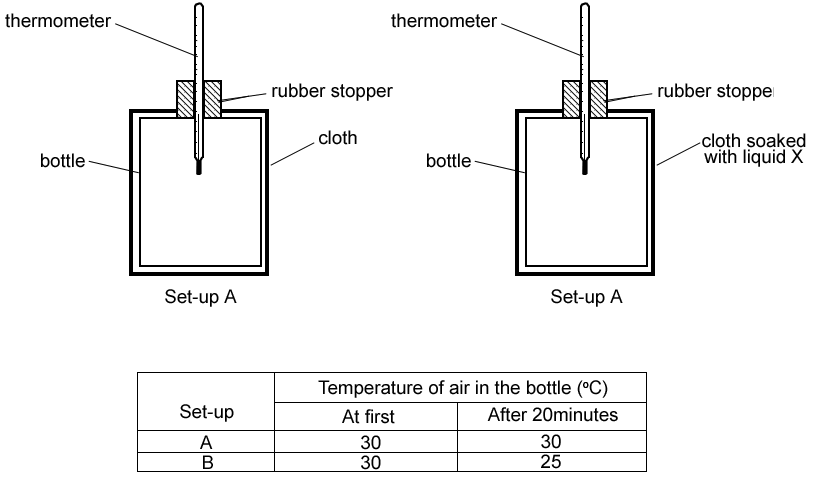 thermometer
rubber stopper
cloth
bottle
Set-up A
thermometer
rubber stoppe
cloth soaked
with liquid X
bottle
Set-up A
Set-up
Temperature of air in the bottle (ºC)
At first
After 20minutes
A
30
30
B
30
25